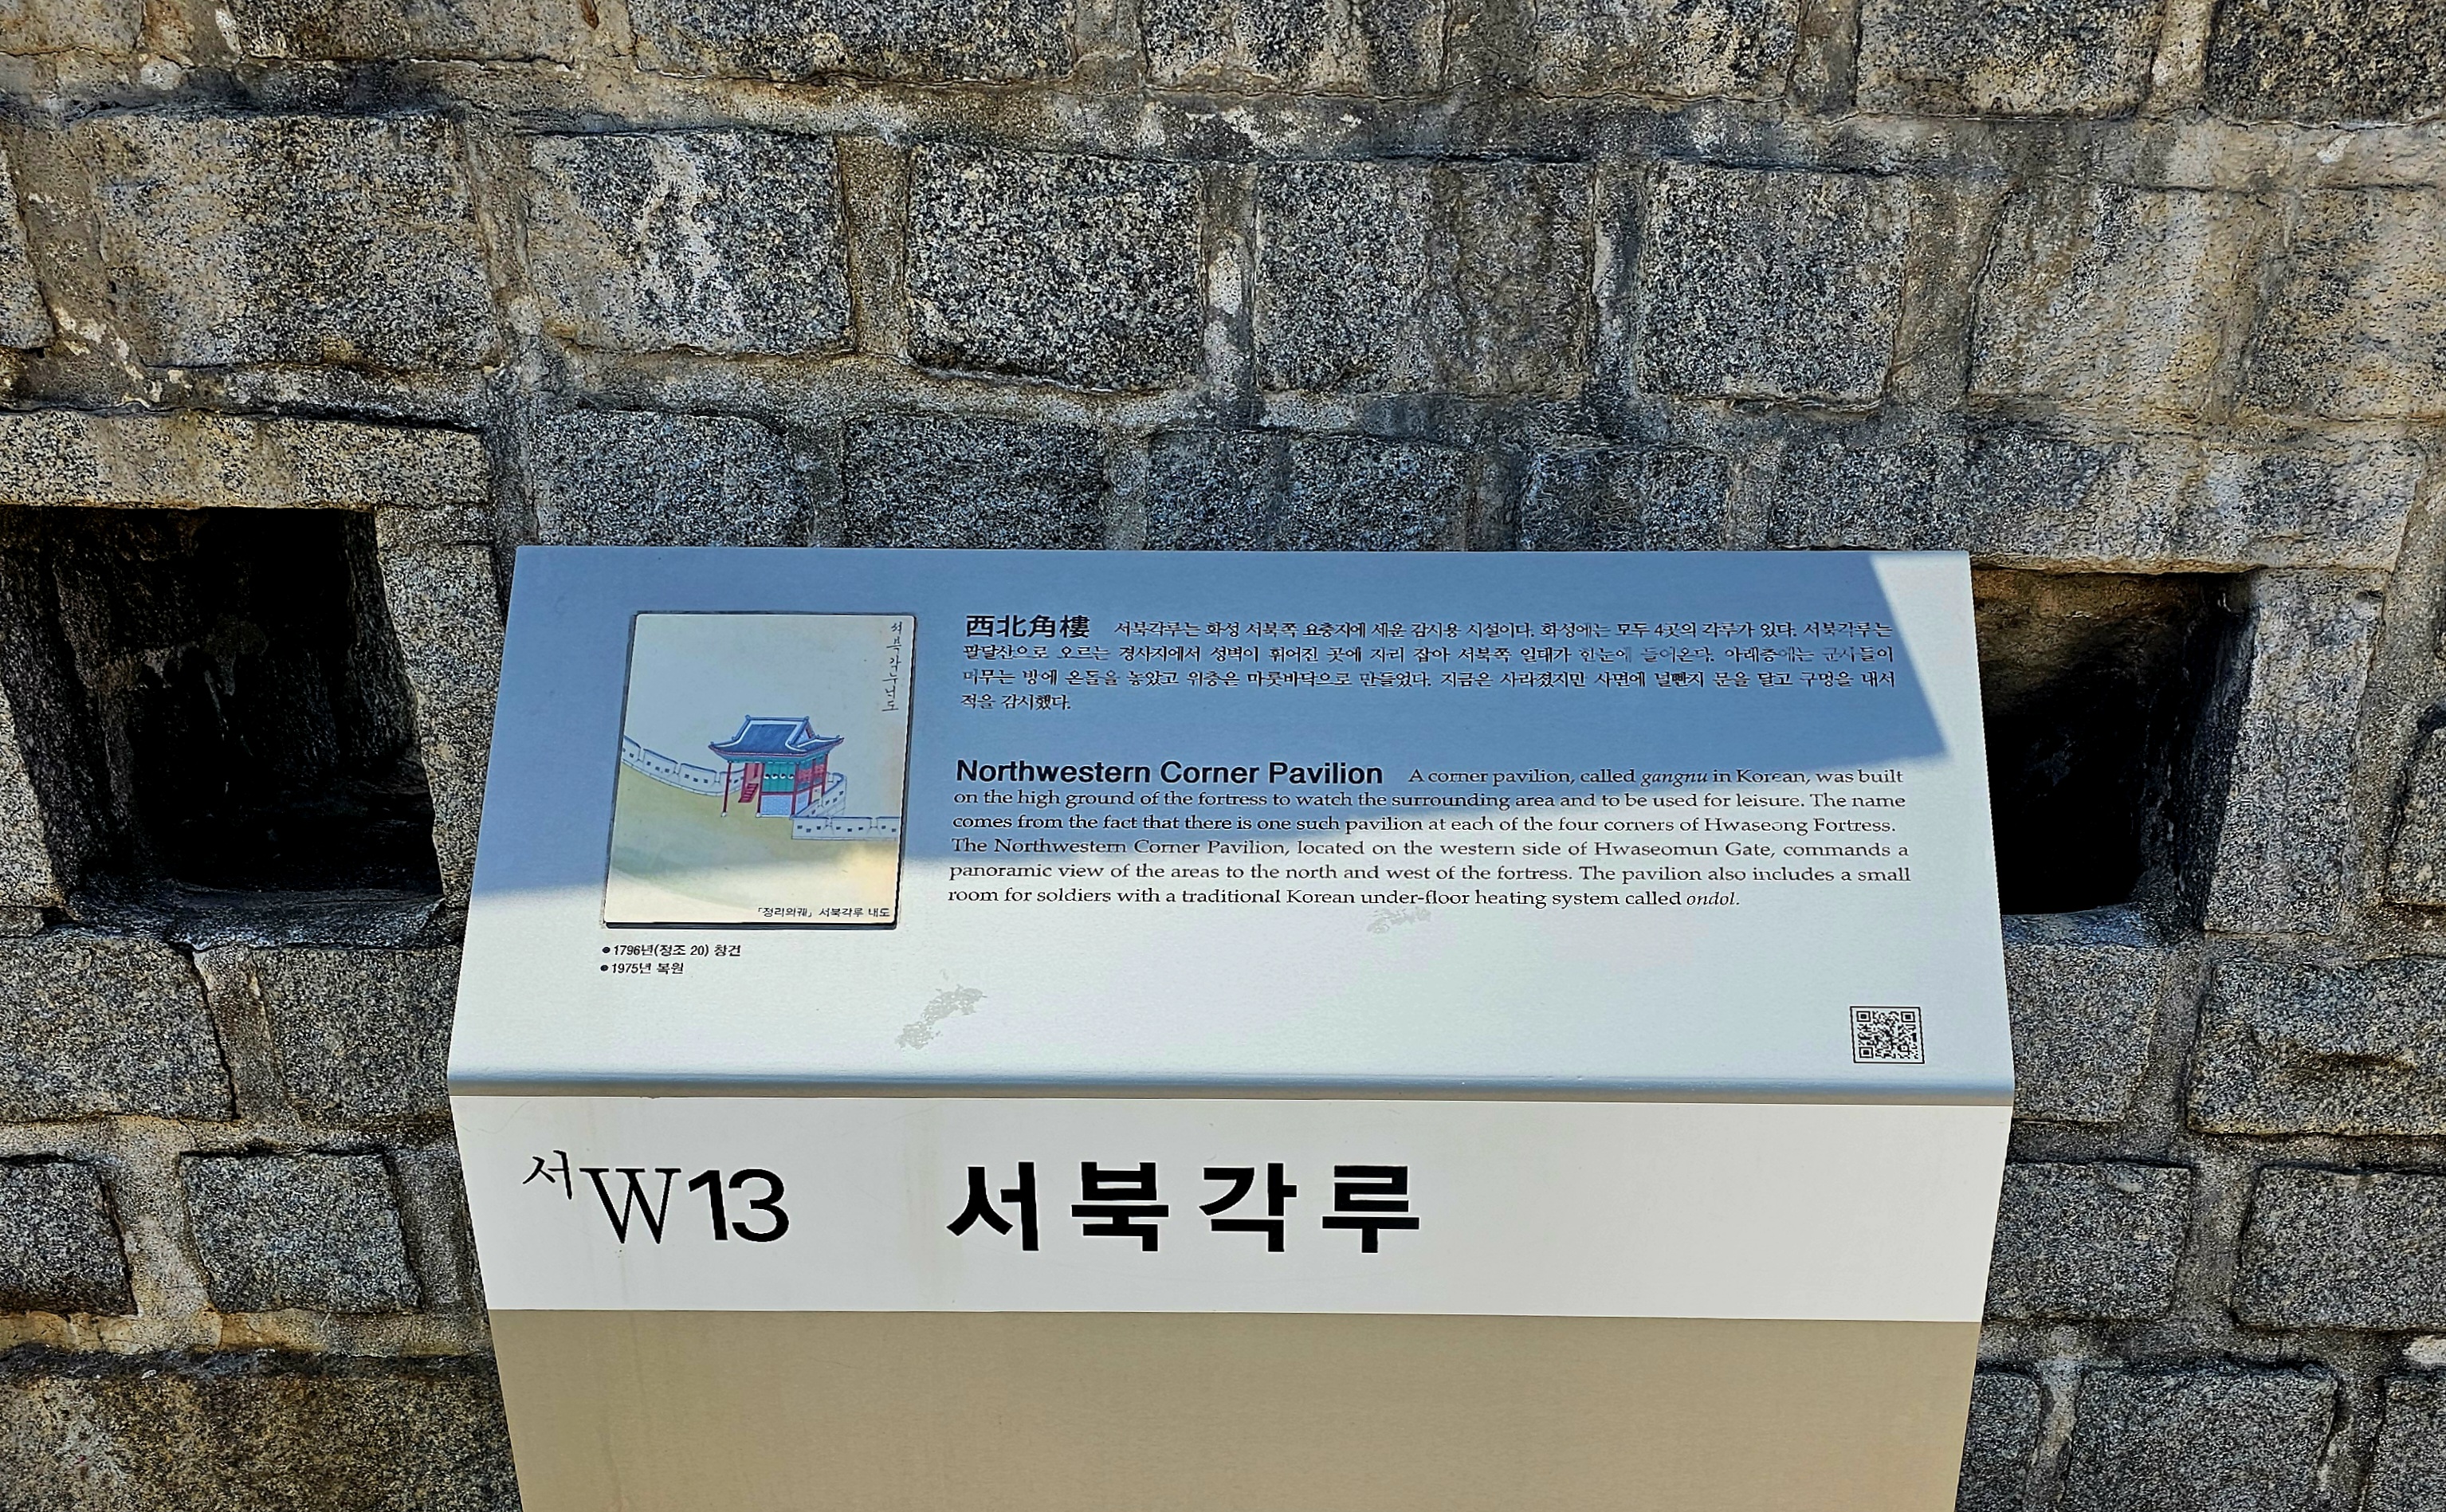 서북각루 내도
西北角樓 서북각루는 화성 서북쪽 요충지에 세운 감시용 시설이다. 화성에는 모두 4곳의 각루가 있다. 서북각루는
팔달산으로 오르는 경사지에서 성벽이 휘어진 곳에 자리 잡아 서북쪽 일대가 한눈에 들어온다. 아래층에는 군사들이
머무는 방에 온돌을 놓았고 위층은 마룻바닥으로 만들었다. 지금은 사라졌지만 사면에 널빤지 문을 달고 구멍을 내서
적을 감시했다.
Northwestern Corner Pavilion A corner pavilion, called gangnu in Korean, was built
on the high ground of the fortress to watch the surrounding area and to be used for leisure. The name
comes from the fact that there is one such pavilion at each of the four corners of Hwaseong Fortress.
The Northwestern Corner Pavilion, located on the western side of Hwaseomun Gate, commands a
panoramic view of the areas to the north and west of the fortress. The pavilion also includes a small
room for soldiers with a traditional Korean under-floor heating system called ondol.
「정리의궤」 서북각루 내도
● 1796년(정조 20) 창건
● 1975년 복원
서 W13 서북각루